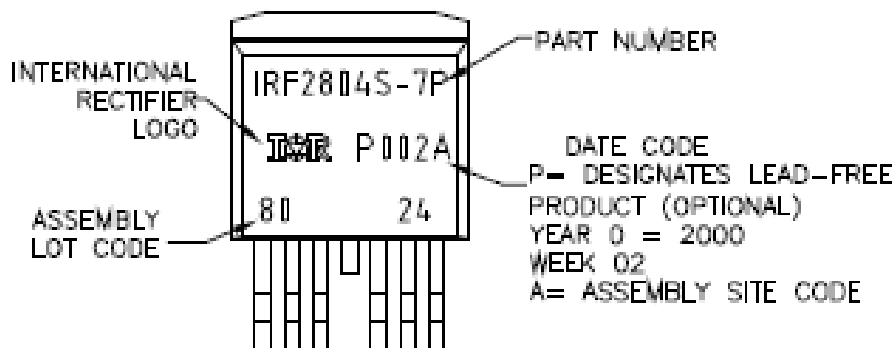 PART NUMBER
INTERNATIONAL
RECTIFIER
LOGO
IRF2804S-7P
IOR P002A
80 24
ASSEMBLY
LOT CODE
DATE CODE
P= DESIGNATES LEAD-FREE
PRODUCT (OPTIONAL)
YEAR 0 = 2000
WEEK 02
A= ASSEMBLY SITE CODE